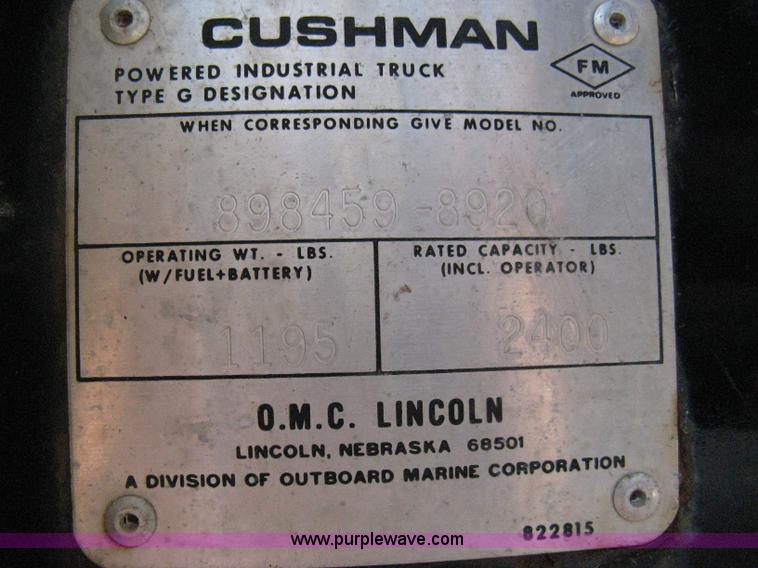 CUSHMAN
POWERED INDUSTRIAL TRUCK
TYPE G DESIGNATION
FM
APPROVED
WHEN CORRESPONDING GIVE MODEL NO.
898459-8920
OPERATING WT. - LBS.
(W/FUEL+BATTERY)
1195
RATED CAPACITY - LBS.
(INCL. OPERATOR)
2400
O.M.C. LINCOLN
LINCOLN, NEBRASKA 68501
A DIVISION OF OUTBOARD MARINE CORPORATION
822815
www.purplewave.com